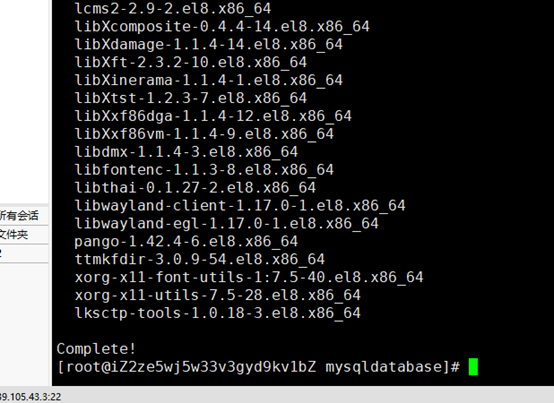 lcms2-2.9-2.el8.x86_64
libXcomposite-0.4.4-14.el8.x86_64
libXdamage-1.1.4-14.el8.x86_64
libXft-2.3.2-10.el8.x86_64
libXinerama-1.1.4-1.el8.x86_64
libXtst-1.2.3-7.el8.x86_64
libXxf86dga-1.1.4-12.el8.x86_64
libXxf86vm-1.1.4-9.el8.x86_64
libdmx-1.1.4-3.el8.x86_64
libfontenc-1.1.3-8.el8.x86_64
libthai-0.1.27-2.el8.x86_64
libwayland-client-1.17.0-1.el8.x86_64
libwayland-egl-1.17.0-1.el8.x86_64
pango-1.42.4-6.el8.x86_64
ttmkfdir-3.0.9-54.el8.x86_64
xorg-x11-font-utils-1:7.5-40.el8.x86_64
xorg-x11-utils-7.5-28.el8.x86_64
lksctp-tools-1.0.18-3.el8.x86_64
Complete!
[root@iZ2ze5wj5w33v3gyd9kv1bZ mysqldatabase]#
所有会话
文件夹
2
39.105.43.3:22